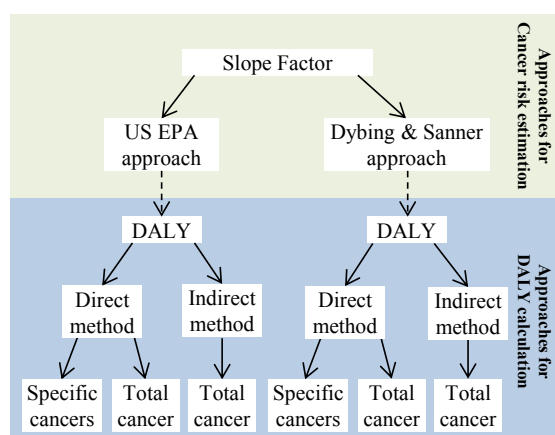 Slope Factor
US EPA
approach
Dybing & Sanner
approach
Approaches for
Cancer risk estimation
DALY
DALY
Direct
method
Indirect
method
Direct
method
Indirect
method
Specific
cancers
Total
cancer
Total
cancer
Specific
cancers
Total
cancer
Total
cancer
Approaches for
DALY calculation